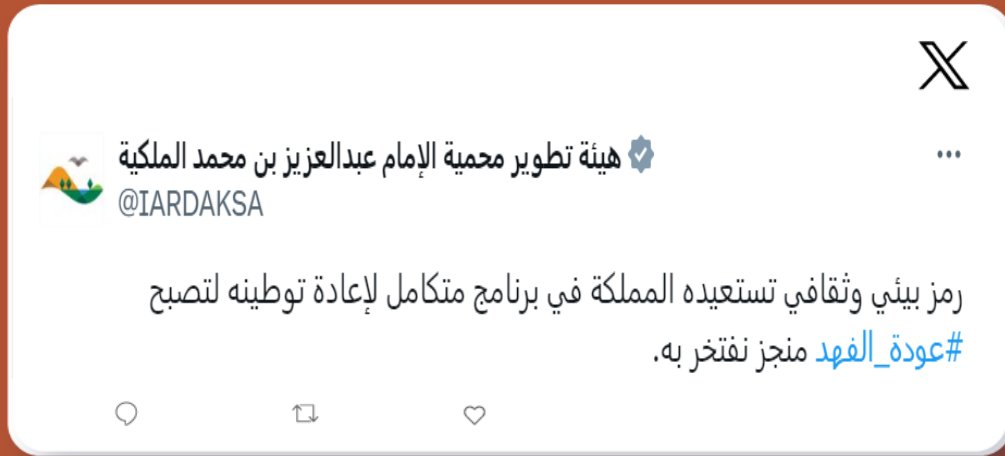 هيئة تطوير محمية الإمام عبدالعزيز بن محمد الملكية
@IARDAKSA
رمز بيئي وثقافي تستعيده المملكة في برنامج متكامل لإعادة توطينه لتصبح
#عودة_الفهد منجز نفتخر به.